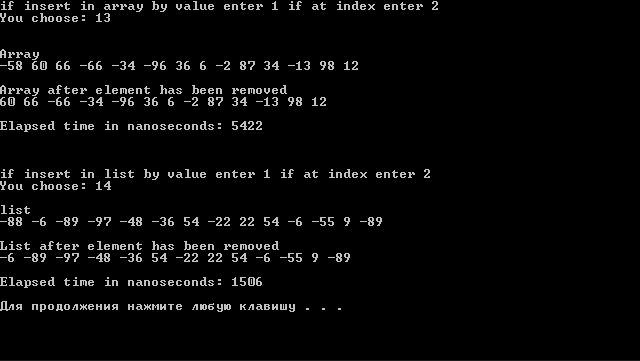 if insert in array by value enter 1 if at index enter 2
You choose: 13
Array
-58 60 66 -66 -34 -96 36 6 -2 87 34 -13 98 12
Array after element has been removed
60 66 -66 -34 -96 36 6 -2 87 34 -13 98 12
Elapsed time in nanoseconds: 5422
if insert in list by value enter 1 if at index enter 2
You choose: 14
list
-88 -6 -89 -97 -48 -36 54 -22 22 54 -6 -55 9 -89
List after element has been removed
-6 -89 -97 -48 -36 54 -22 22 54 -6 -55 9 -89
Elapsed time in nanoseconds: 1506
Для продолжения нажмите любую клавишу . . .